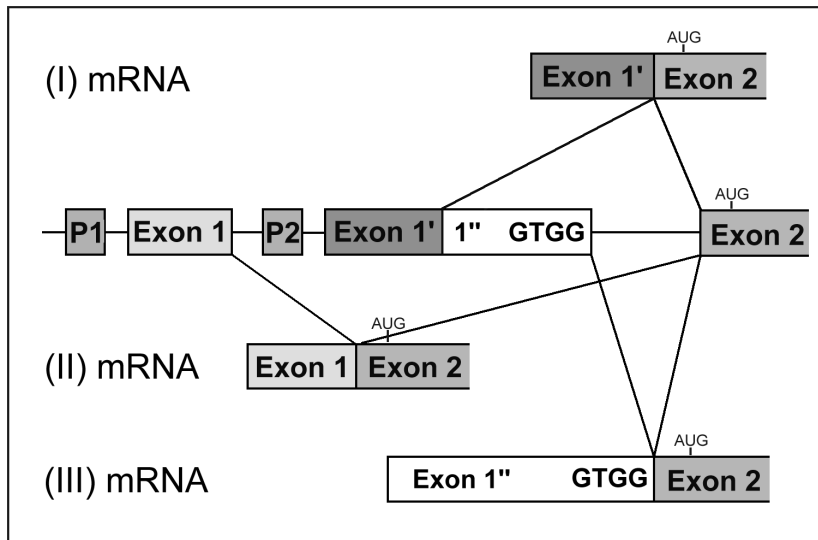 AUG
(I) mRNA Exon 1' Exon 2
AUG
P1 Exon 1 P2 Exon 1' 1" GTGG Exon 2
AUG
(II) mRNA Exon 1 Exon 2
AUG
(III) mRNA Exon 1" GTGG Exon 2